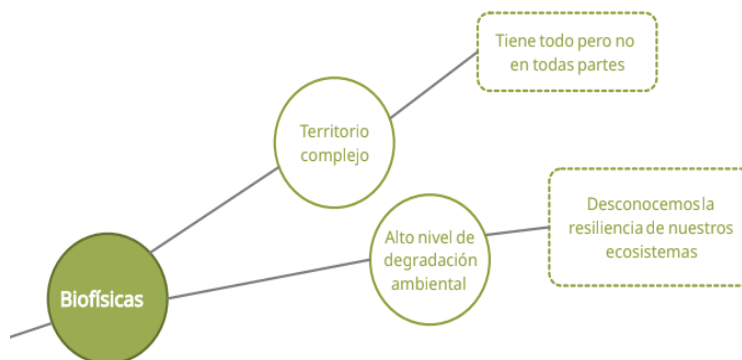 Tiene todo pero no
en todas partes
Territorio
complejo
Desconocemos la
resiliencia de nuestros
ecosistemas
Alto nivel de
degradación
ambiental
Biofísicas